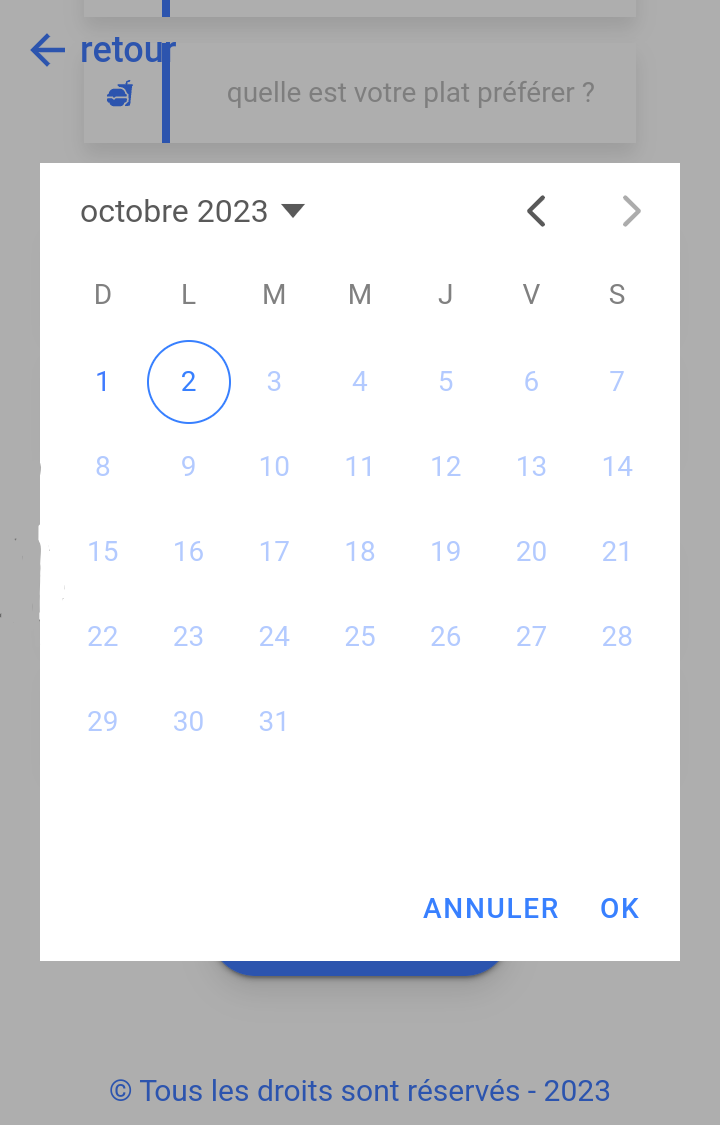 retour
quelle est votre plat préférer ?
octobre 2023
D L M M J V S
1 2 3 4 5 6 7
8 9 10 11 12 13 14
15 16 17 18 19 20 21
22 23 24 25 26 27 28
29 30 31
ANNULER OK
© Tous les droits sont réservés - 2023